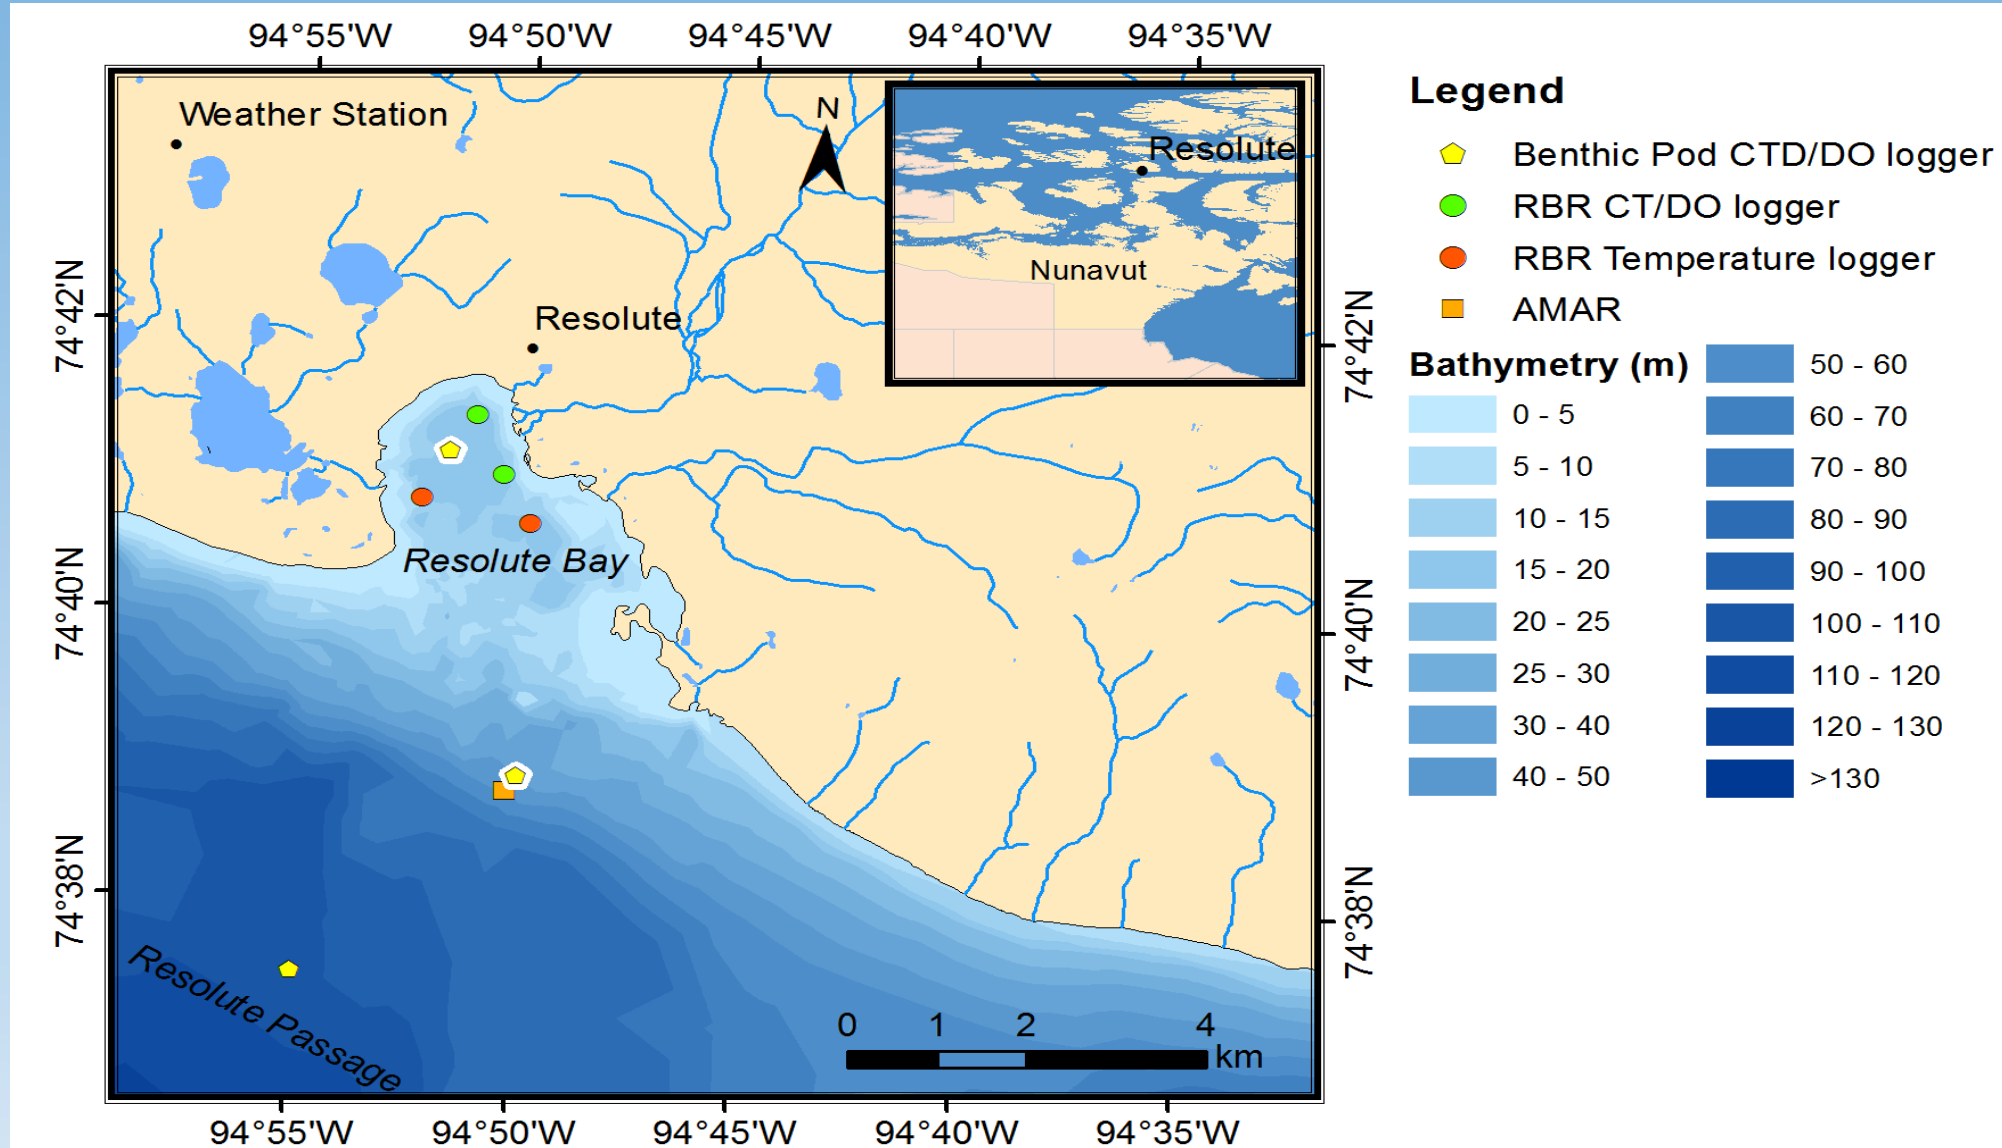 94°55'W 94°50'W 94°45'W 94°40'W 94°35'W
Weather Station
N
Resolute
Nunavut
Resolute
Resolute Bay
Resolute Passage
0 1 2 4
km
74°42'N
74°40'N
74°38'N
74°42'N
74°40'N
74°38'N
94°55'W 94°50'W 94°45'W 94°40'W 94°35'W
Legend
Benthic Pod CTD/DO logger
RBR CT/DO logger
RBR Temperature logger
AMAR
Bathymetry (m)
0 - 5
5 - 10
10 - 15
15 - 20
20 - 25
25 - 30
30 - 40
40 - 50
50 - 60
60 - 70
70 - 80
80 - 90
90 - 100
100 - 110
110 - 120
120 - 130
>130